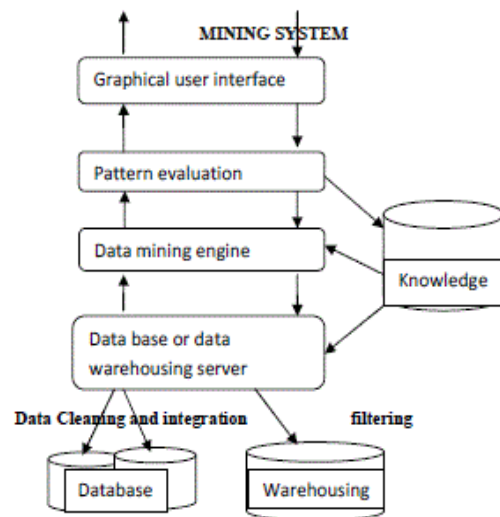 MINING SYSTEM
Graphical user interface
Pattern evaluation
Data mining engine
Knowledge
Data base or data
warehousing server
Data Cleaning and integration
filtering
Database
Warehousing